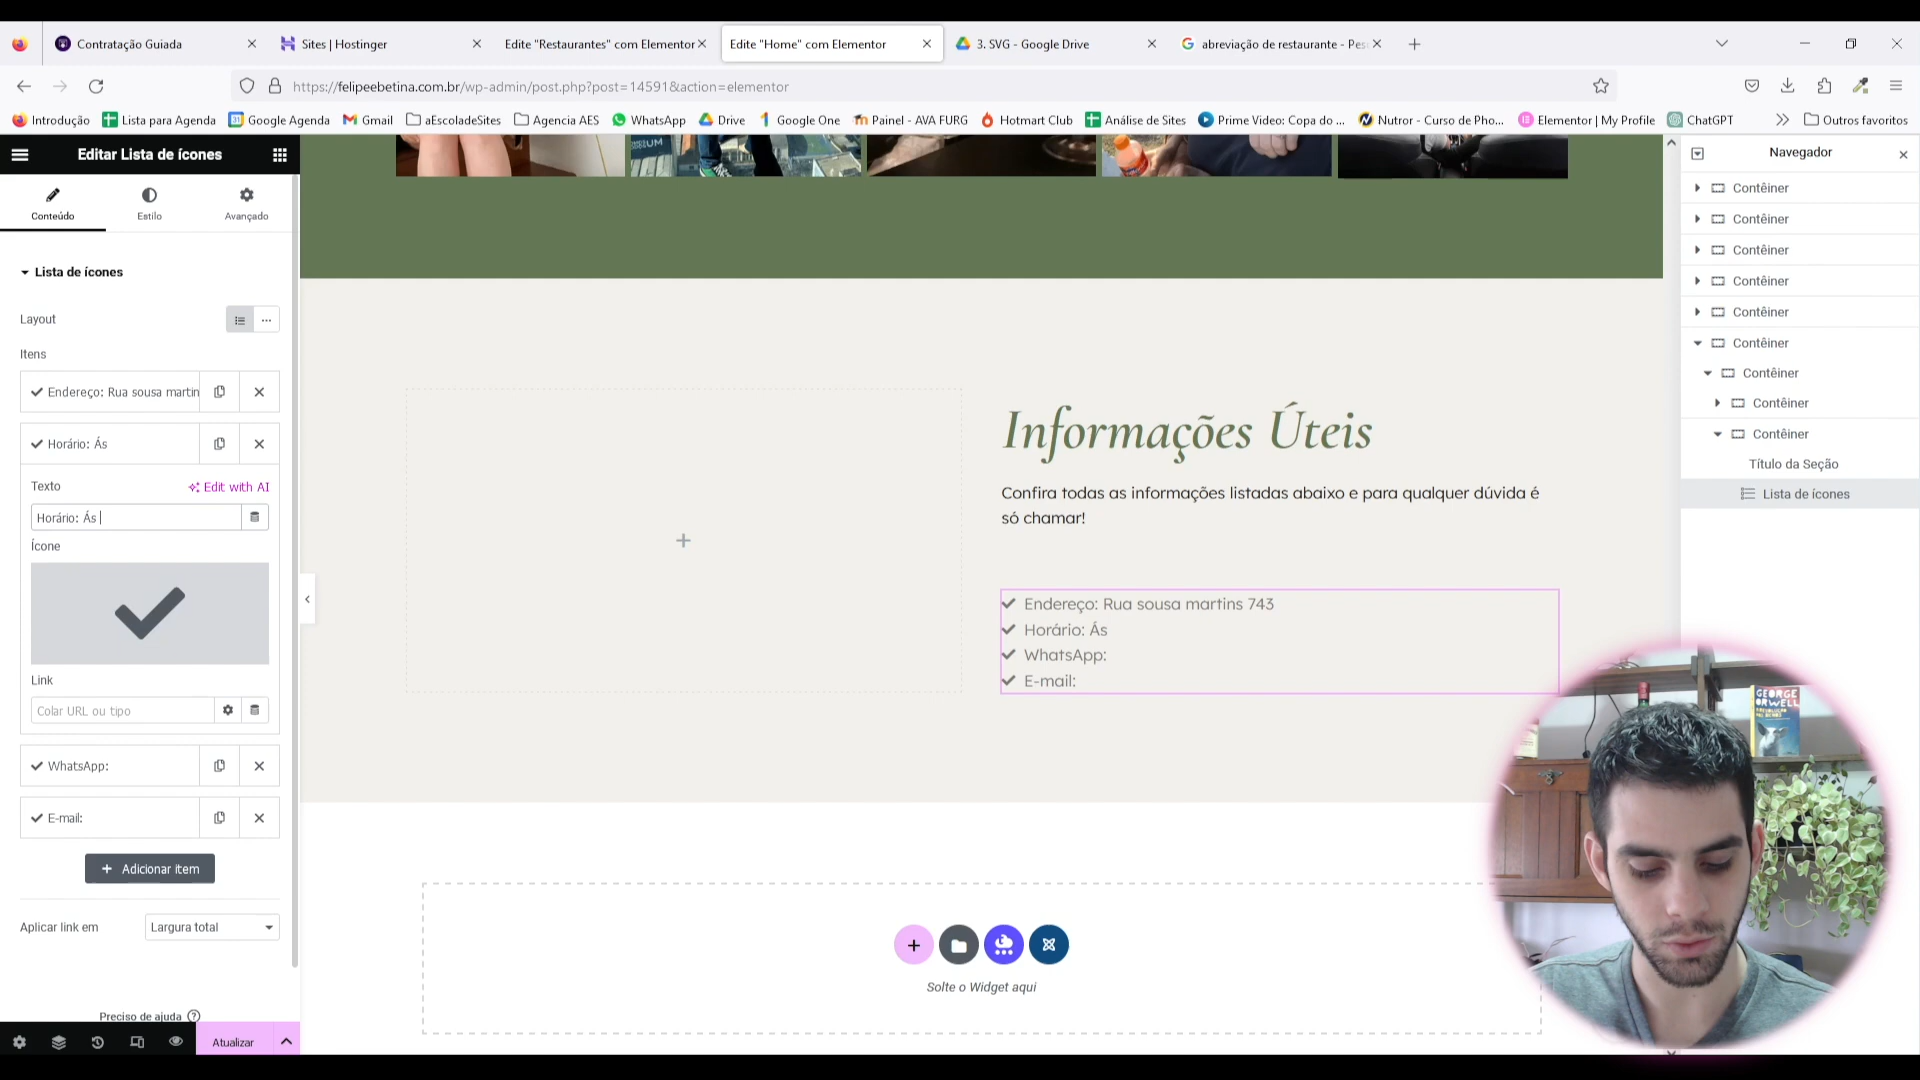 Contratação Guiada
Sites | Hostinger
Edite "Restaurantes" com Elementor
Edite "Home" com Elementor
3. SVG - Google Drive
abreviação de restaurante - Pes
https://felipeebetina.com.br/wp-admin/post.php?post=14591&action=elementor
Introdução
Lista para Agenda
Google Agenda
Gmail
aEscoladeSites
Agencia AES
WhatsApp
Drive
Google One
Painel - AVA FURG
Hotmart Club
Análise de Sites
Prime Video: Copa do ...
Nutror - Curso de Pho...
Elementor | My Profile
ChatGPT
Outros favoritos
Editar Lista de ícones
Conteúdo
Estilo
Avançado
Lista de ícones
Layout
Itens
Endereço: Rua sousa martin
Horário: Ás
Texto
Edit with AI
Horário: Ás
Ícone
Link
Colar URL ou tipo
WhatsApp:
E-mail:
+ Adicionar item
Aplicar link em
Largura total
Preciso de ajuda
Atualizar
Informações Úteis
Confira todas as informações listadas abaixo e para qualquer dúvida é
só chamar!
Endereço: Rua sousa martins 743
Horário: Ás
WhatsApp:
E-mail:
Solte o Widget aqui
Navegador
Contêiner
Contêiner
Contêiner
Contêiner
Contêiner
Contêiner
Contêiner
Contêiner
Contêiner
Título da Seção
Lista de ícones
GEORGE
ORWELL